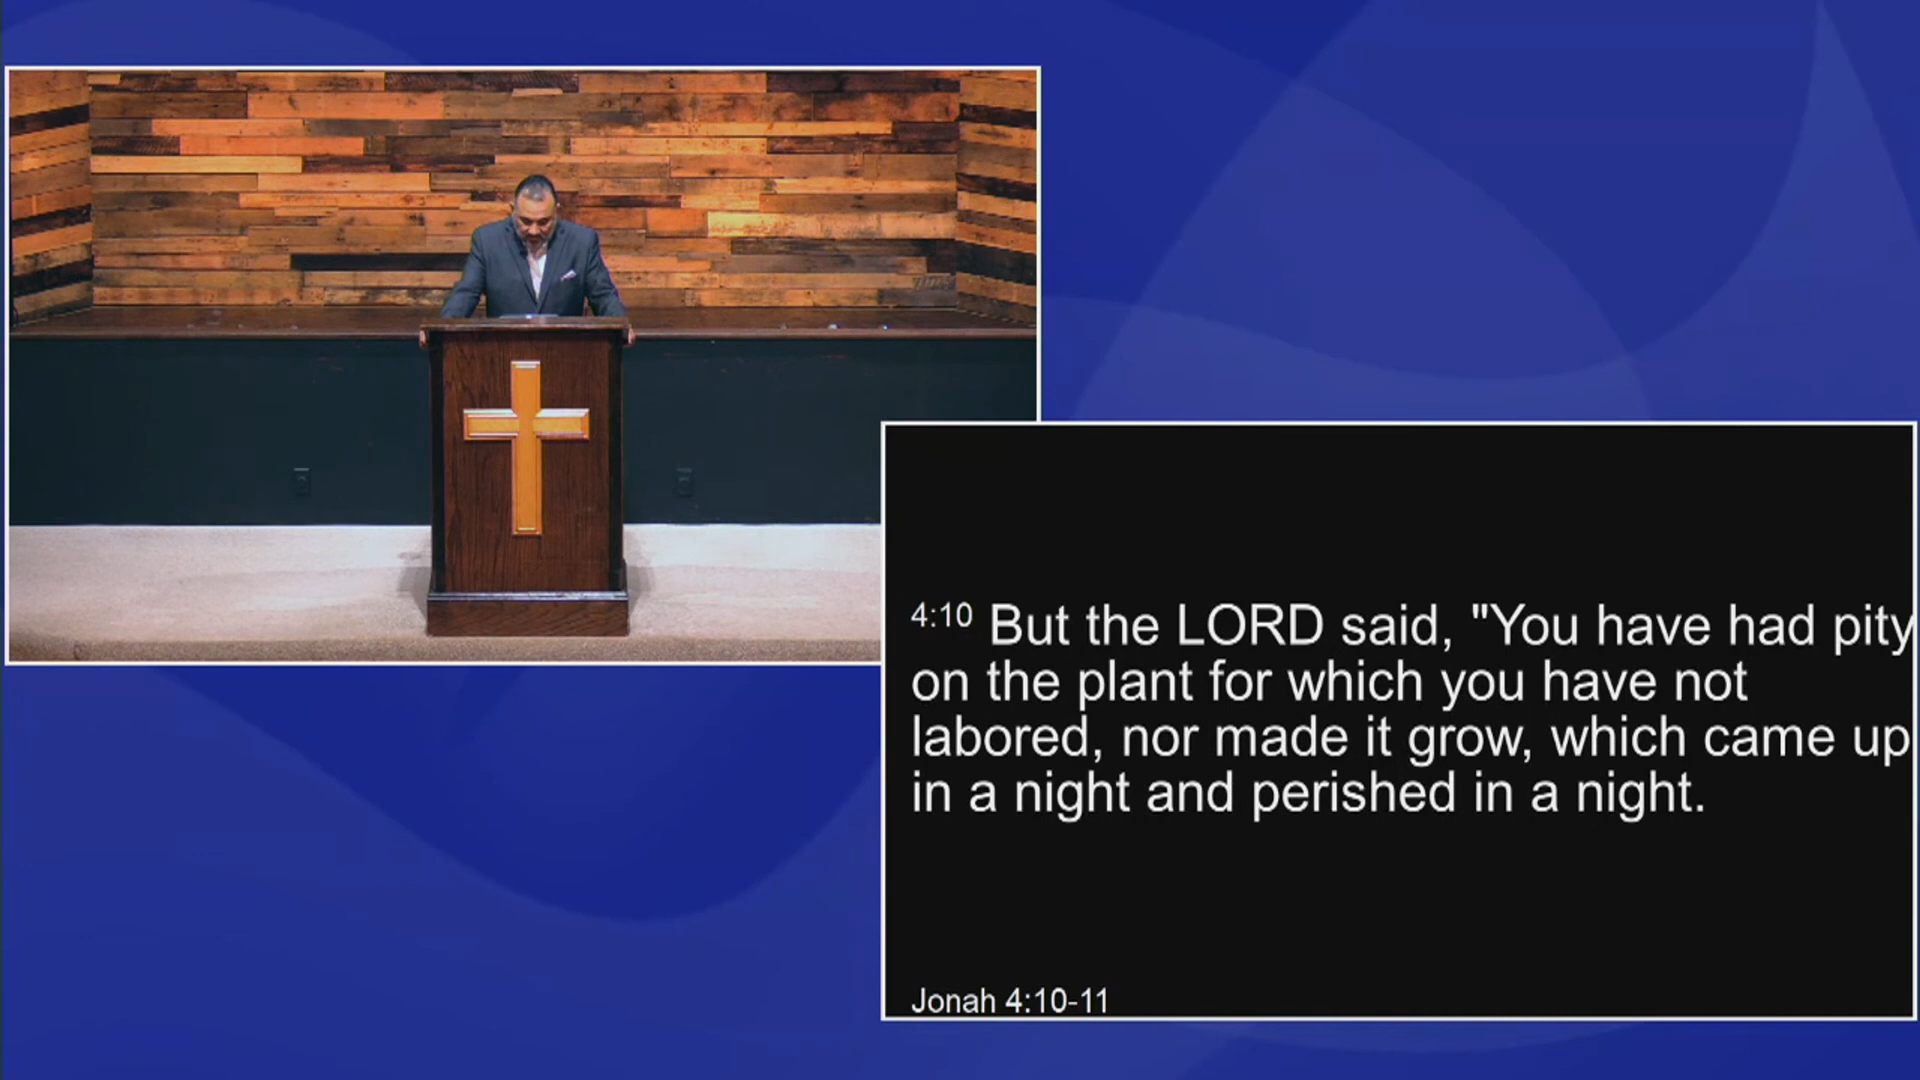 4:10 But the LORD said, "You have had pity
on the plant for which you have not
labored, nor made it grow, which came up
in a night and perished in a night.
Jonah 4:10-11